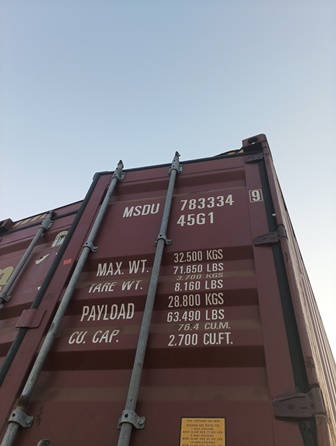 MSDU 783334 9
45G1
MAX. WT. 32.500 KGS
71.650 LBS
TARE WT. 3.700 KGS
8.160 LBS
PAYLOAD 28.800 KGS
63.490 LBS
CU. CAP. 76,4 CU.M.
2.700 CU.FT.